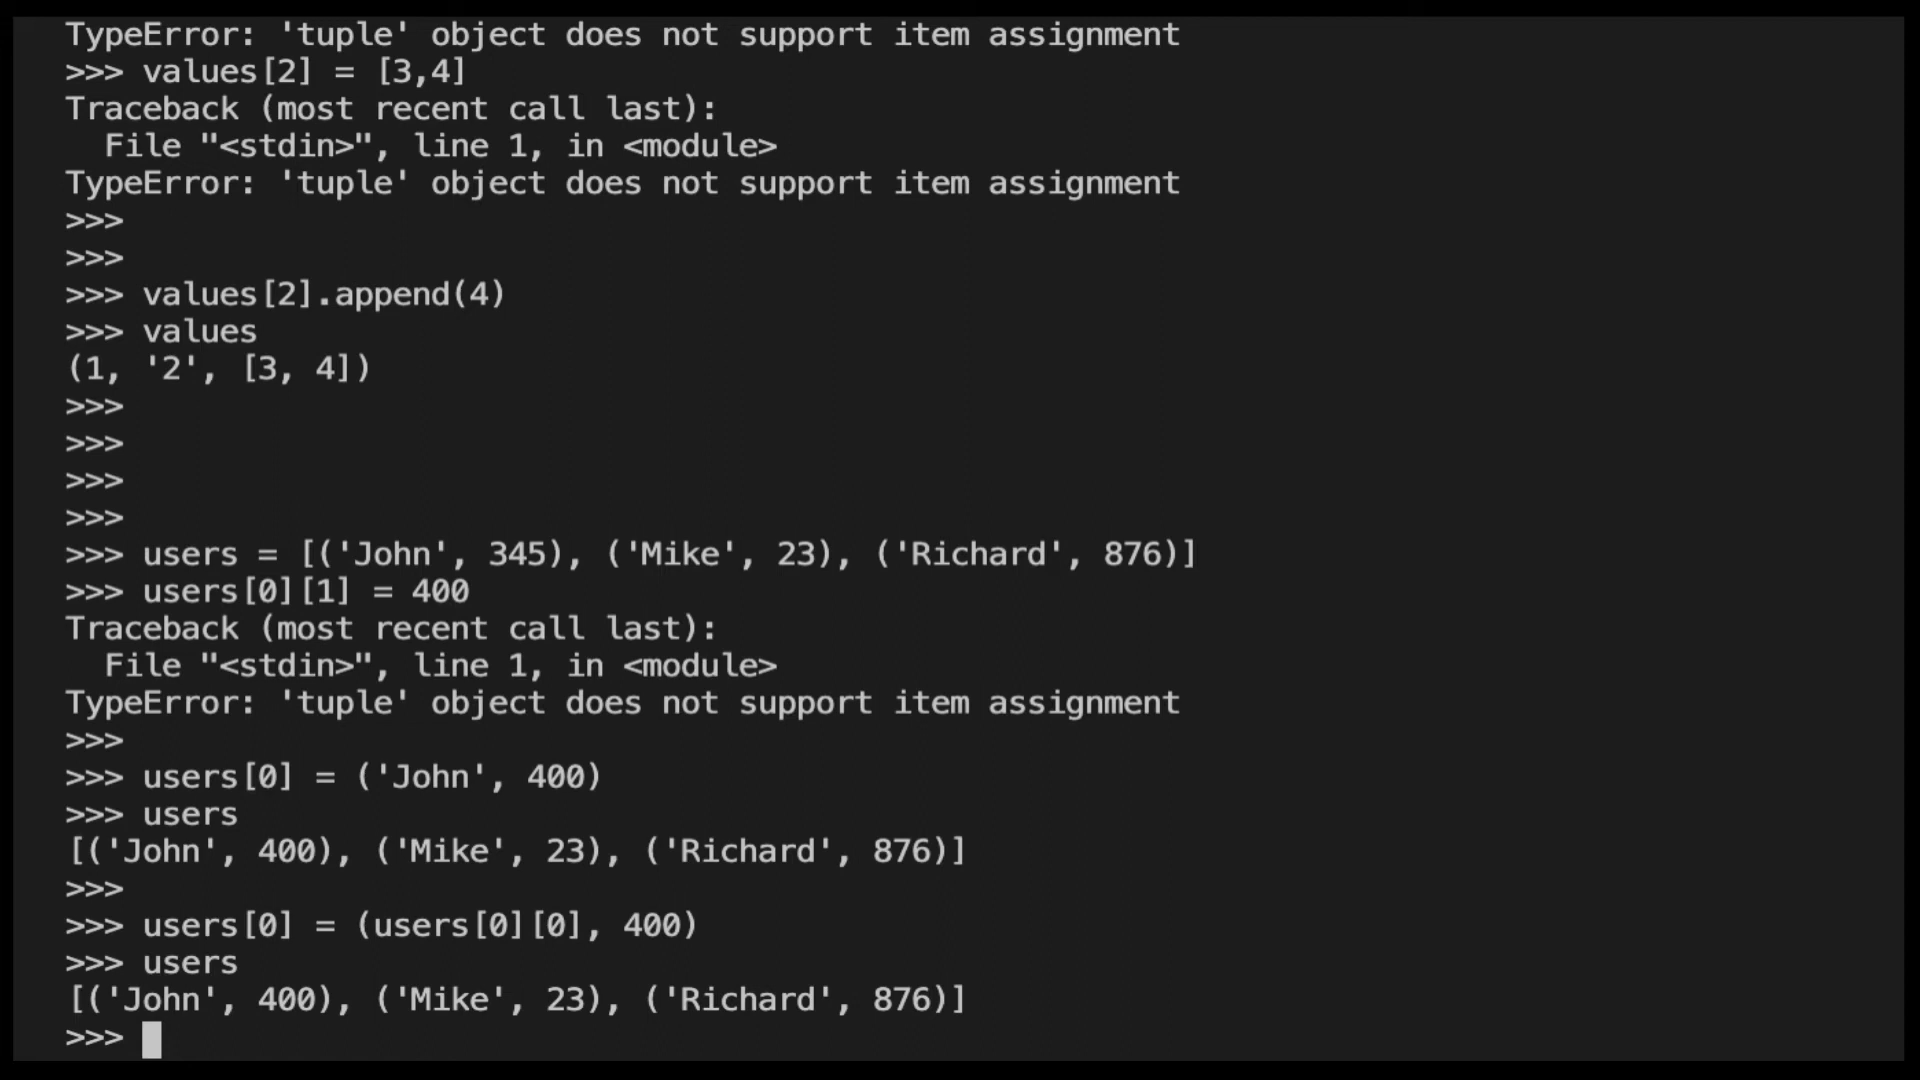 TypeError: 'tuple' object does not support item assignment
>>> values[2] = [3,4]
Traceback (most recent call last):
  File "<stdin>", line 1, in <module>
TypeError: 'tuple' object does not support item assignment
>>>
>>>
>>> values[2].append(4)
>>> values
(1, '2', [3, 4])
>>>
>>>
>>>
>>>
>>> users = [('John', 345), ('Mike', 23), ('Richard', 876)]
>>> users[0][1] = 400
Traceback (most recent call last):
  File "<stdin>", line 1, in <module>
TypeError: 'tuple' object does not support item assignment
>>>
>>> users[0] = ('John', 400)
>>> users
[('John', 400), ('Mike', 23), ('Richard', 876)]
>>>
>>> users[0] = (users[0][0], 400)
>>> users
[('John', 400), ('Mike', 23), ('Richard', 876)]
>>>